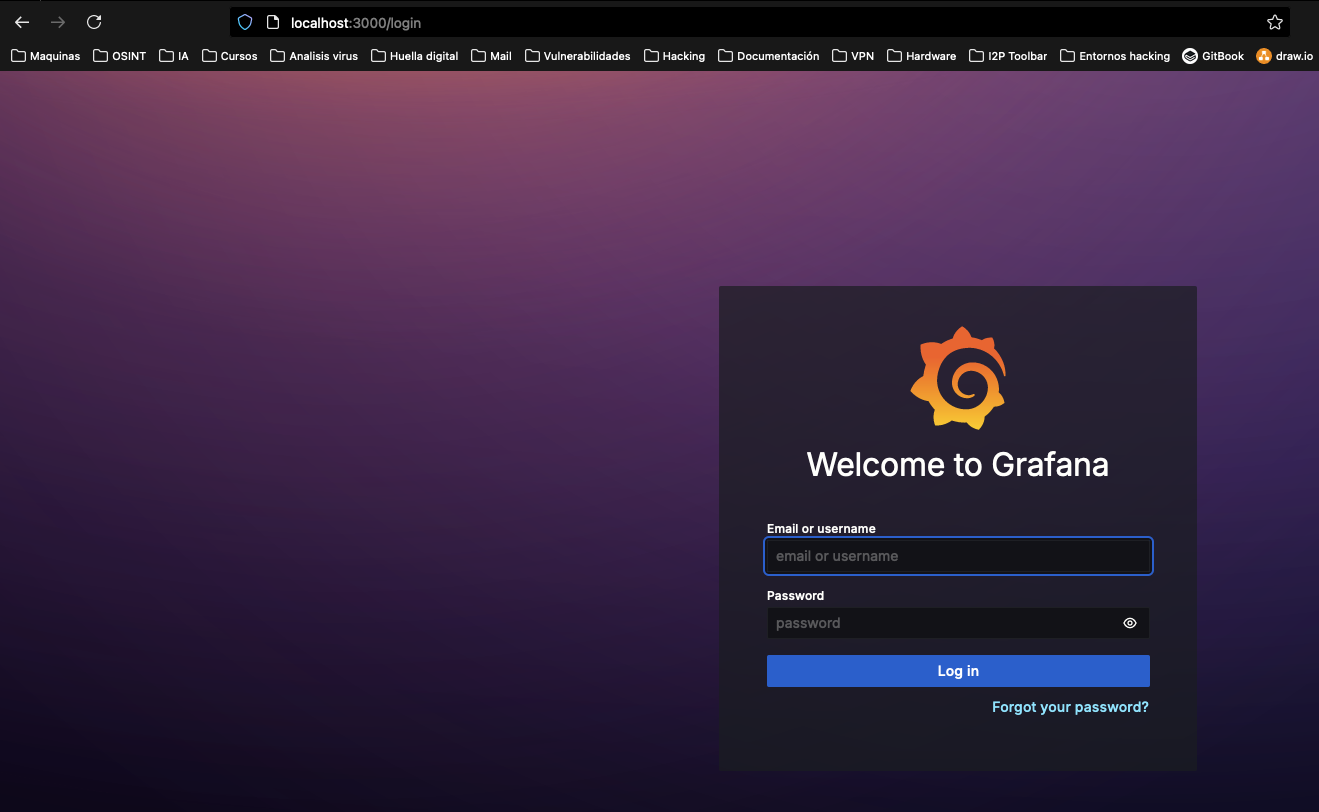 localhost:3000/login
Maquinas OSINT IA Cursos Analisis virus Huella digital Mail Vulnerabilidades Hacking Documentación VPN Hardware I2P Toolbar Entornos hacking GitBook draw.io
Welcome to Grafana
Email or username
email or username
Password
password
Log in
Forgot your password?